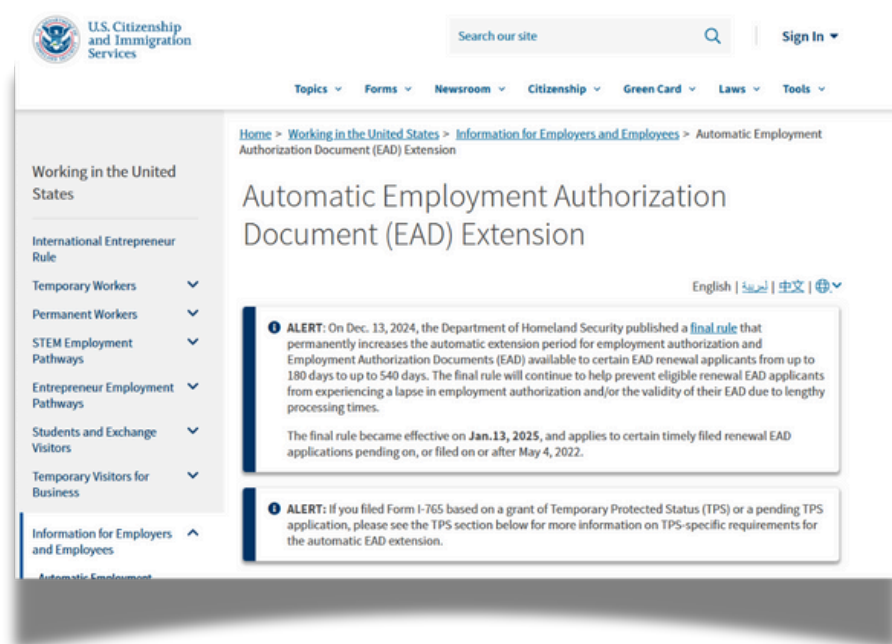 U.S. Citizenship
and Immigration
Services
Search our site
Sign In
Topics
Forms
Newsroom
Citizenship
Green Card
Laws
Tools
Home > Working in the United States > Information for Employers and Employees > Automatic Employment
Authorization Document (EAD) Extension
Working in the United
States
International Entrepreneur
Rule
Temporary Workers
Permanent Workers
STEM Employment
Pathways
Entrepreneur Employment
Pathways
Students and Exchange
Visitors
Temporary Visitors for
Business
Information for Employers
and Employees
Automatic Employment
Automatic Employment Authorization
Document (EAD) Extension
English | العربية | 中文 |
ALERT: On Dec. 13, 2024, the Department of Homeland Security published a final rule that
permanently increases the automatic extension period for employment authorization and
Employment Authorization Documents (EAD) available to certain EAD renewal applicants from up to
180 days to up to 540 days. The final rule will continue to help prevent eligible renewal EAD applicants
from experiencing a lapse in employment authorization and/or the validity of their EAD due to lengthy
processing times.
The final rule became effective on Jan.13, 2025, and applies to certain timely filed renewal EAD
applications pending on, or filed on or after May 4, 2022.
ALERT: If you filed Form I-765 based on a grant of Temporary Protected Status (TPS) or a pending TPS
application, please see the TPS section below for more information on TPS-specific requirements for
the automatic EAD extension.